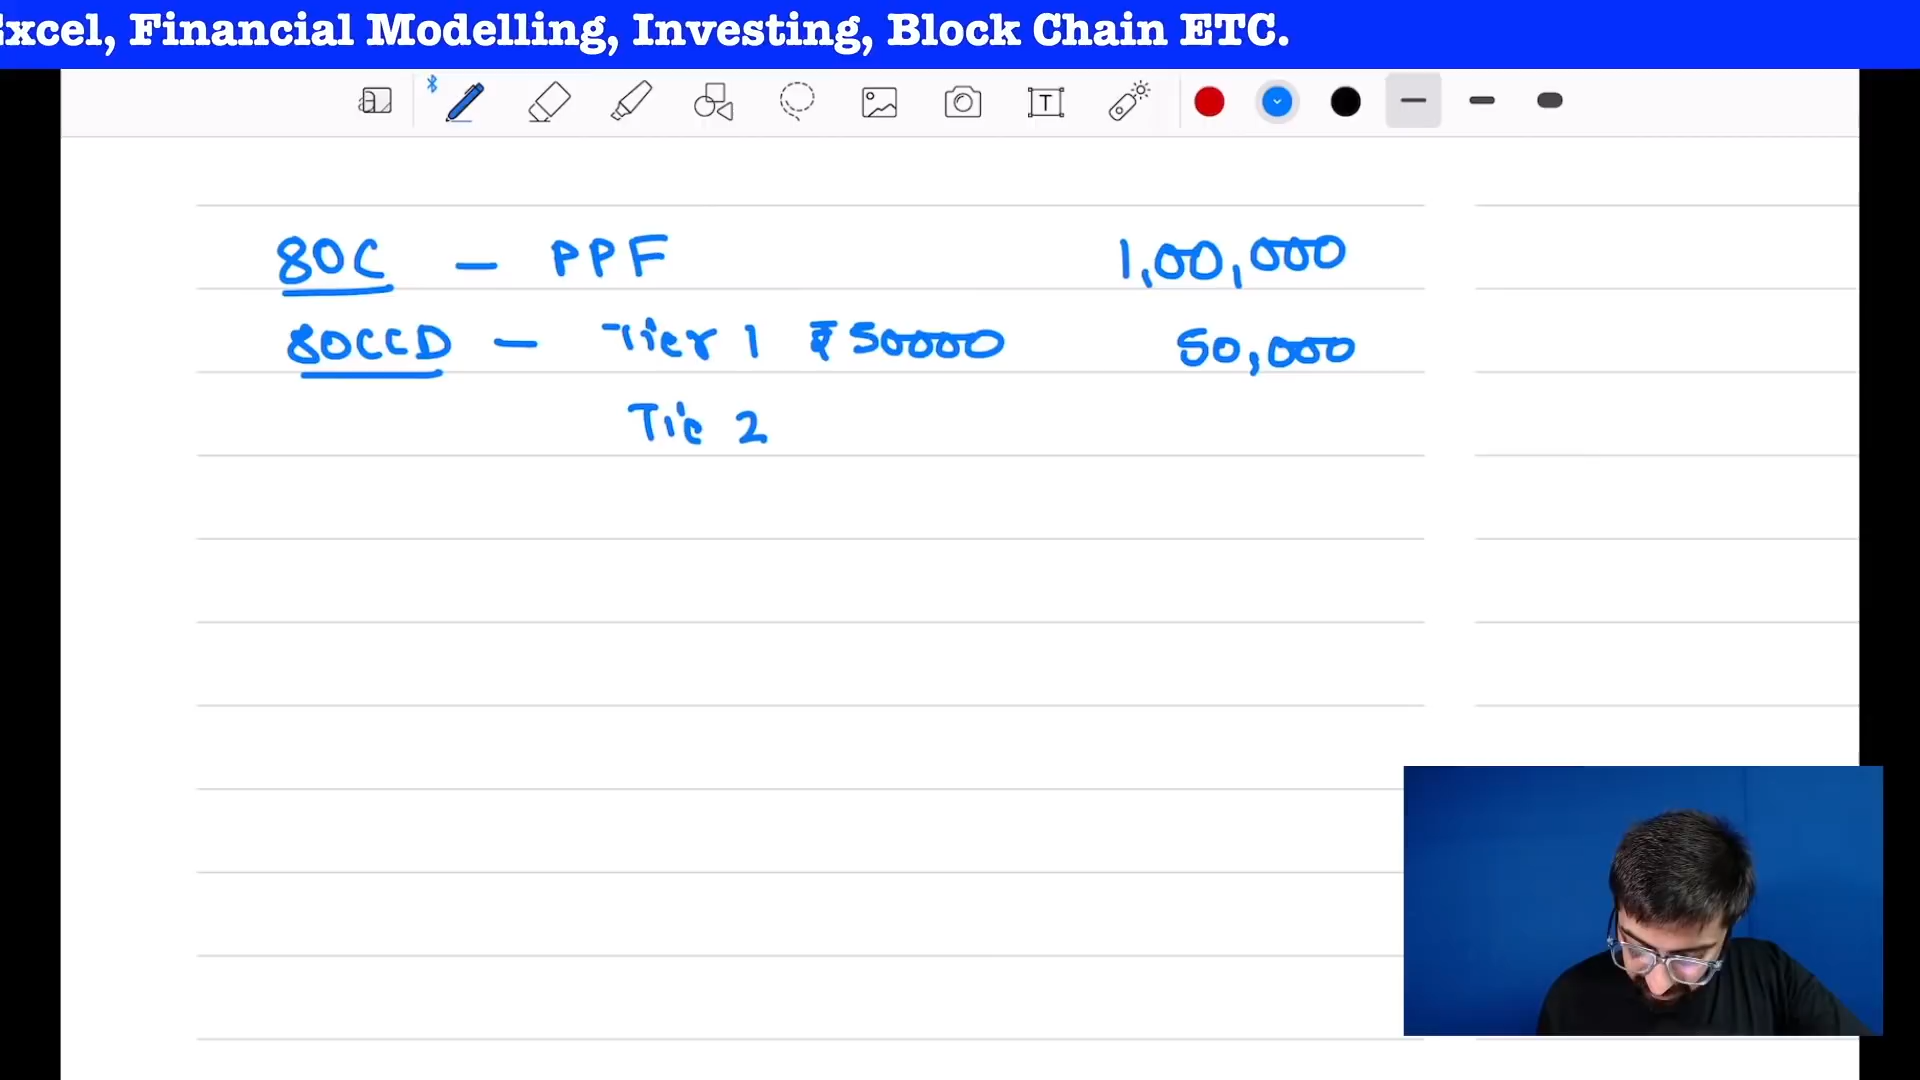 Excel, Financial Modelling, Investing, Block Chain ETC.
T
80C — PPF 1,00,000
80CCD — Tier 1 ₹50000 50,000
Tie 2